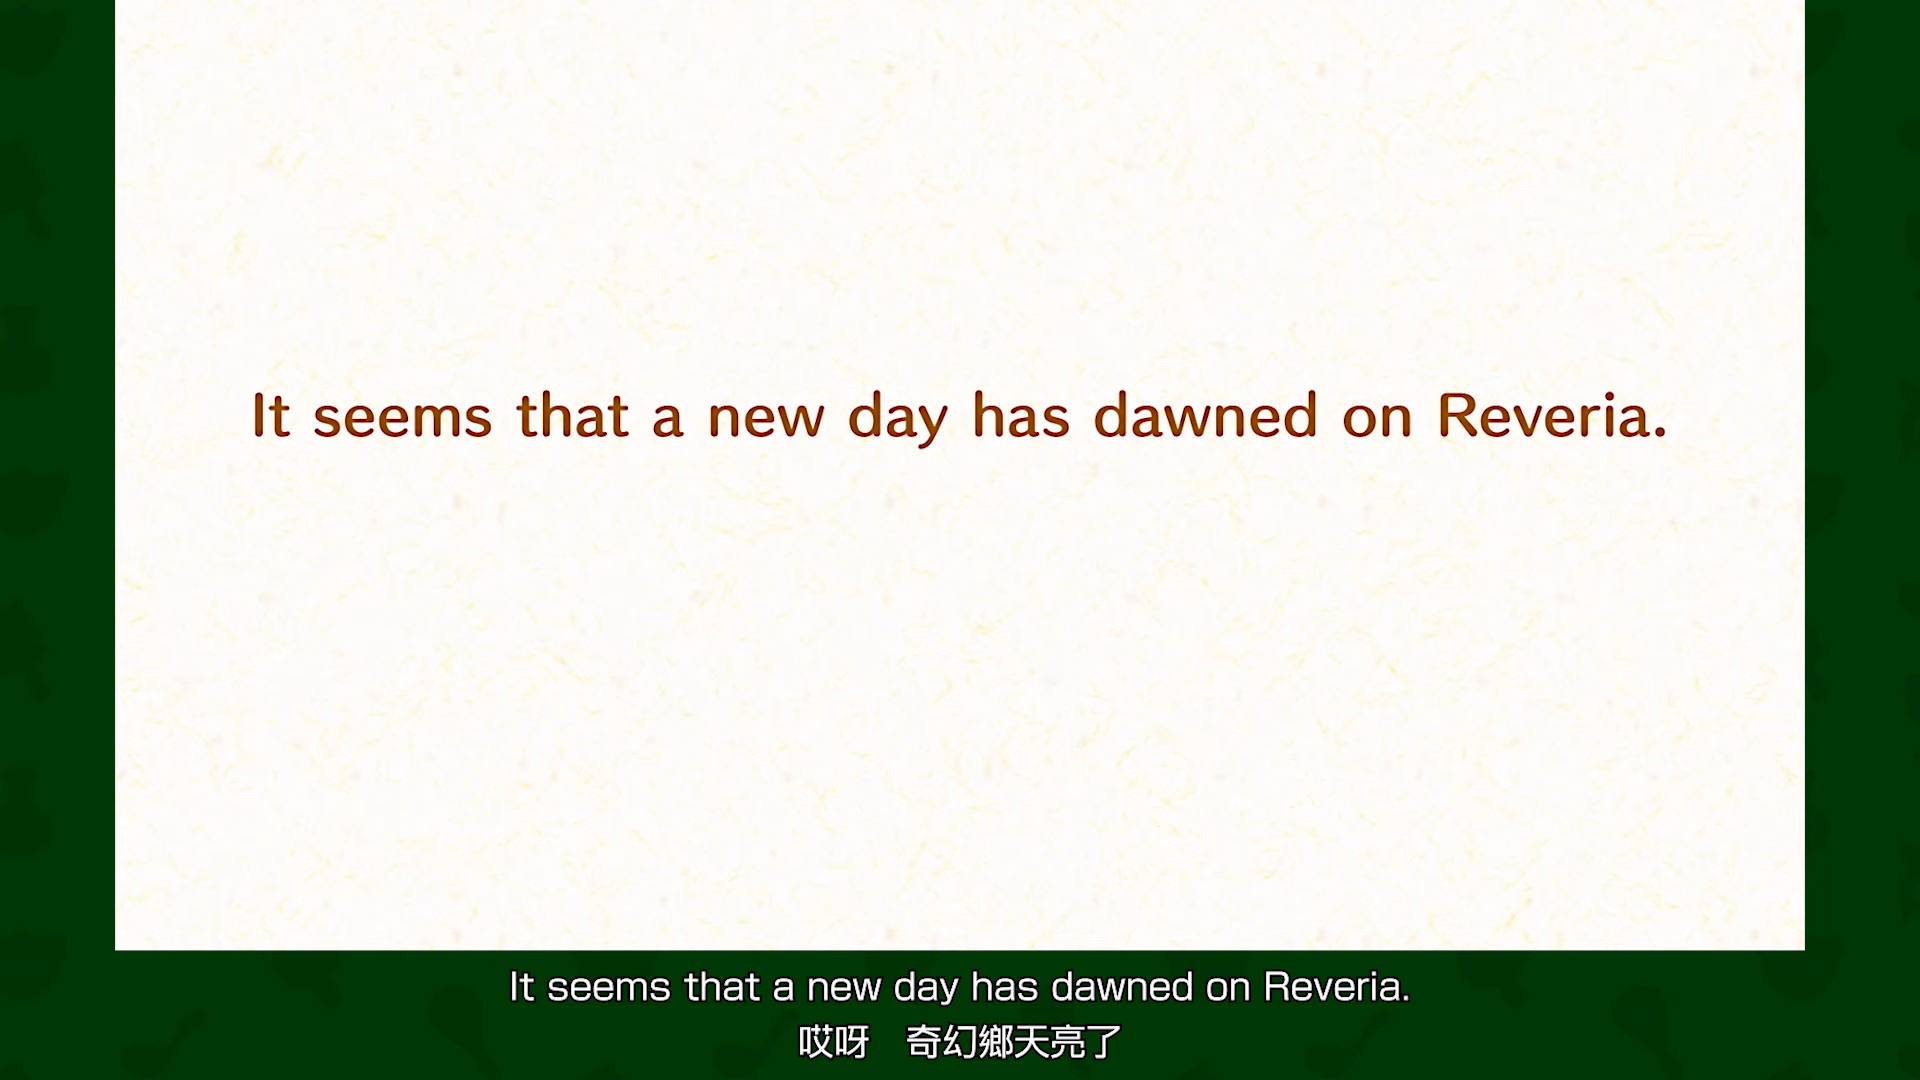 It seems that a new day has dawned on Reveria.
It seems that a new day has dawned on Reveria.
哎呀　奇幻鄉天亮了